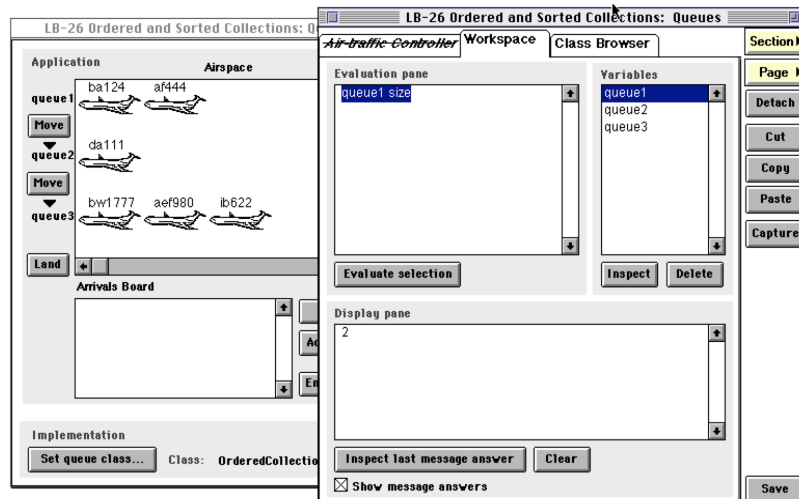 LB-26 Ordered and Sorted Collections: Q
Application
Airspace
queue1
ba124 af444
Move
queue2
da111
Move
queue3
bw1777 aef980 ib622
Land
Arrivals Board
Implementation
Set queue class...
Class: OrderedCollectio
LB-26 Ordered and Sorted Collections: Queues
Air-traffic Controller
Workspace
Class Browser
Evaluation pane
queue1 size
Evaluate selection
Variables
queue1
queue2
queue3
Inspect
Delete
Display pane
2
Inspect last message answer
Clear
Show message answers
Section
Page
Detach
Cut
Copy
Paste
Capture
Save